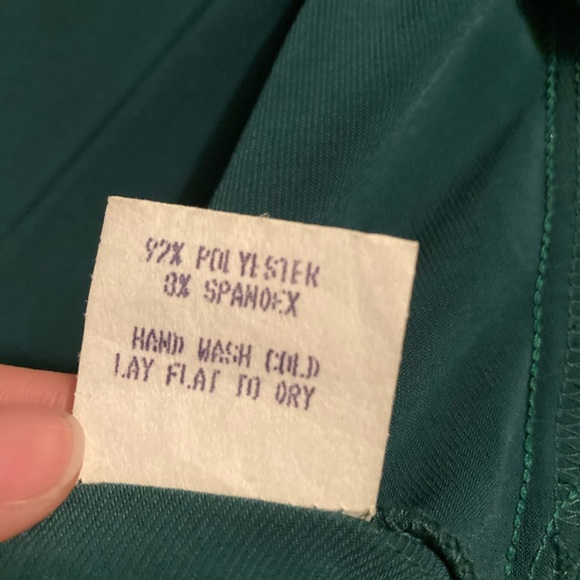 92% POLYESTER
8% SPANDEX
HAND WASH COLD
LAY FLAT TO DRY